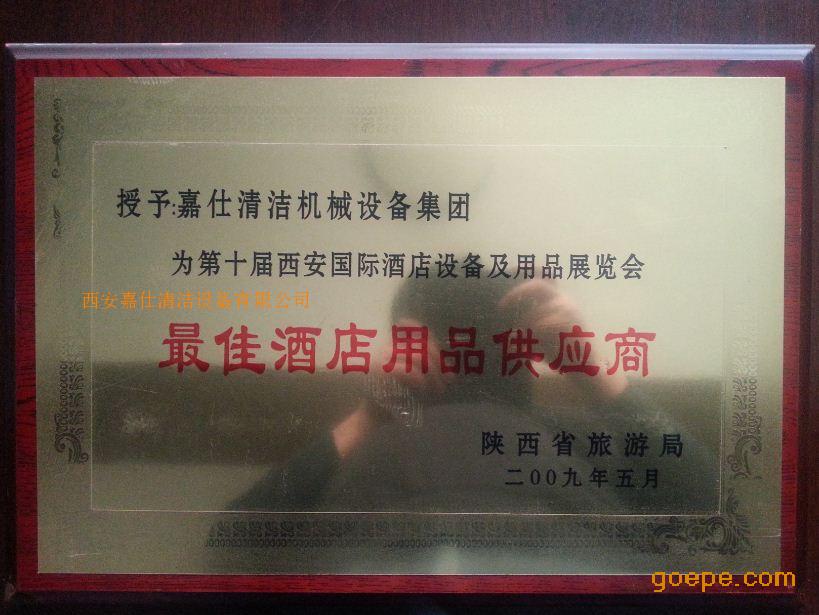 授予:嘉仕清洁机械设备集团
为第十届西安国际酒店设备及用品展览会
西安嘉仕清洁设备有限公司
最佳酒店用品供应商
陕西省旅游局
二00九年五月
goepe.com